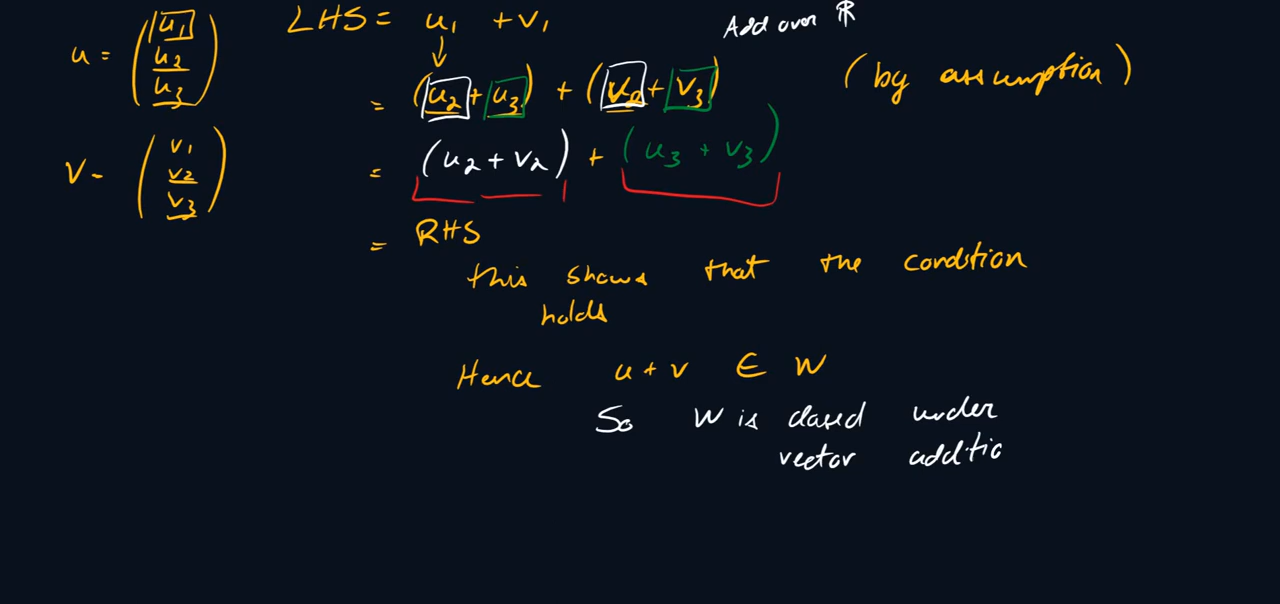 u = (u1 u2 u3)
LHS = u1 + v1
Add over ℝ
= (u2 + u3) + (v2 + v3)
(by assumption)
v = (v1 v2 v3)
= (u2 + v2) + (u3 + v3)
= RHS
this shows that the condition
holds
Hence u + v ∈ W
So W is closed under
vector additio